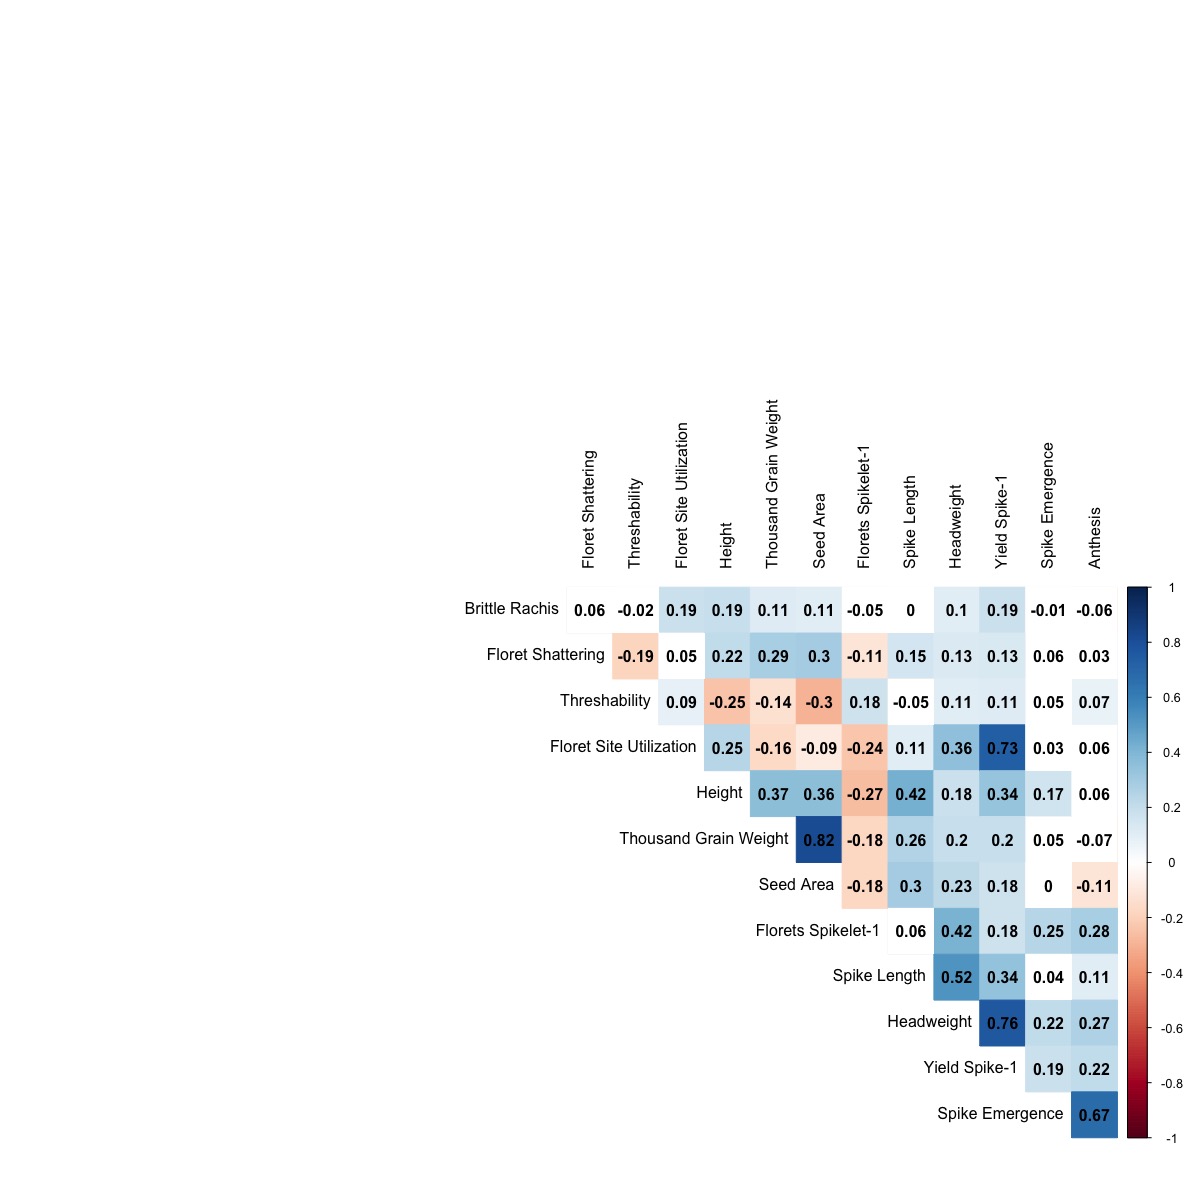 Floret Shattering
Threshability
Floret Site Utilization
Height
Thousand Grain Weight
Seed Area
Florets Spikelet-1
Spike Length
Headweight
Yield Spike-1
Spike Emergence
Anthesis
Brittle Rachis 0.06 -0.02 0.19 0.19 0.11 0.11 -0.05 0 0.1 0.19 -0.01 -0.06
Floret Shattering -0.19 0.05 0.22 0.29 0.3 -0.11 0.15 0.13 0.13 0.06 0.03
Threshability 0.09 -0.25 -0.14 -0.3 0.18 -0.05 0.11 0.11 0.05 0.07
Floret Site Utilization 0.25 -0.16 -0.09 -0.24 0.11 0.36 0.73 0.03 0.06
Height 0.37 0.36 -0.27 0.42 0.18 0.34 0.17 0.06
Thousand Grain Weight 0.82 -0.18 0.26 0.2 0.2 0.05 -0.07
Seed Area -0.18 0.3 0.23 0.18 0 -0.11
Florets Spikelet-1 0.06 0.42 0.18 0.25 0.28
Spike Length 0.52 0.34 0.04 0.11
Headweight 0.76 0.22 0.27
Yield Spike-1 0.19 0.22
Spike Emergence 0.67
1
0.8
0.6
0.4
0.2
0
-0.2
-0.4
-0.6
-0.8
-1